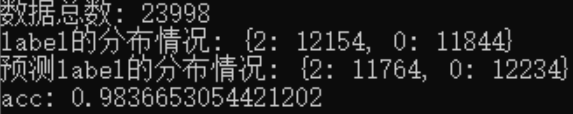 数据总数: 23998
label的分布情况: {2: 12154, 0: 11844}
预测label的分布情况: {2: 11764, 0: 12234}
acc: 0.9836653054421202